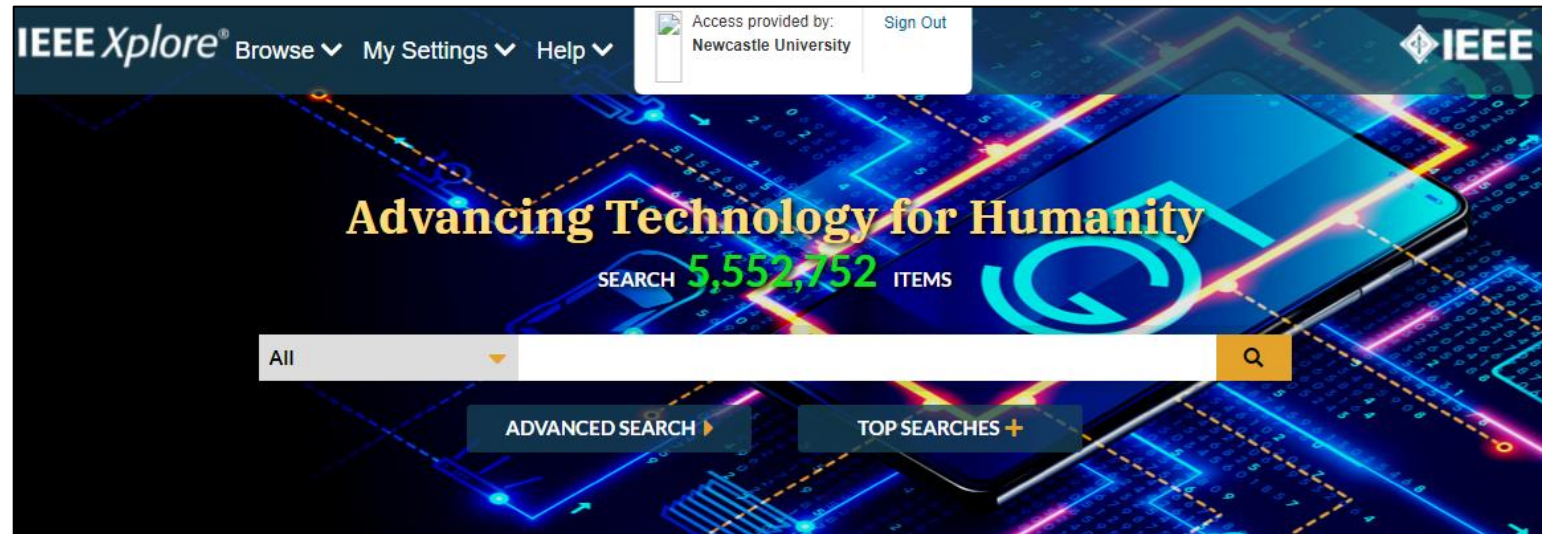 IEEE Xplore® Browse My Settings Help
Access provided by:
Newcastle University
Sign Out
IEEE
Advancing Technology for Humanity
SEARCH 5,552,752 ITEMS
All
ADVANCED SEARCH
TOP SEARCHES +